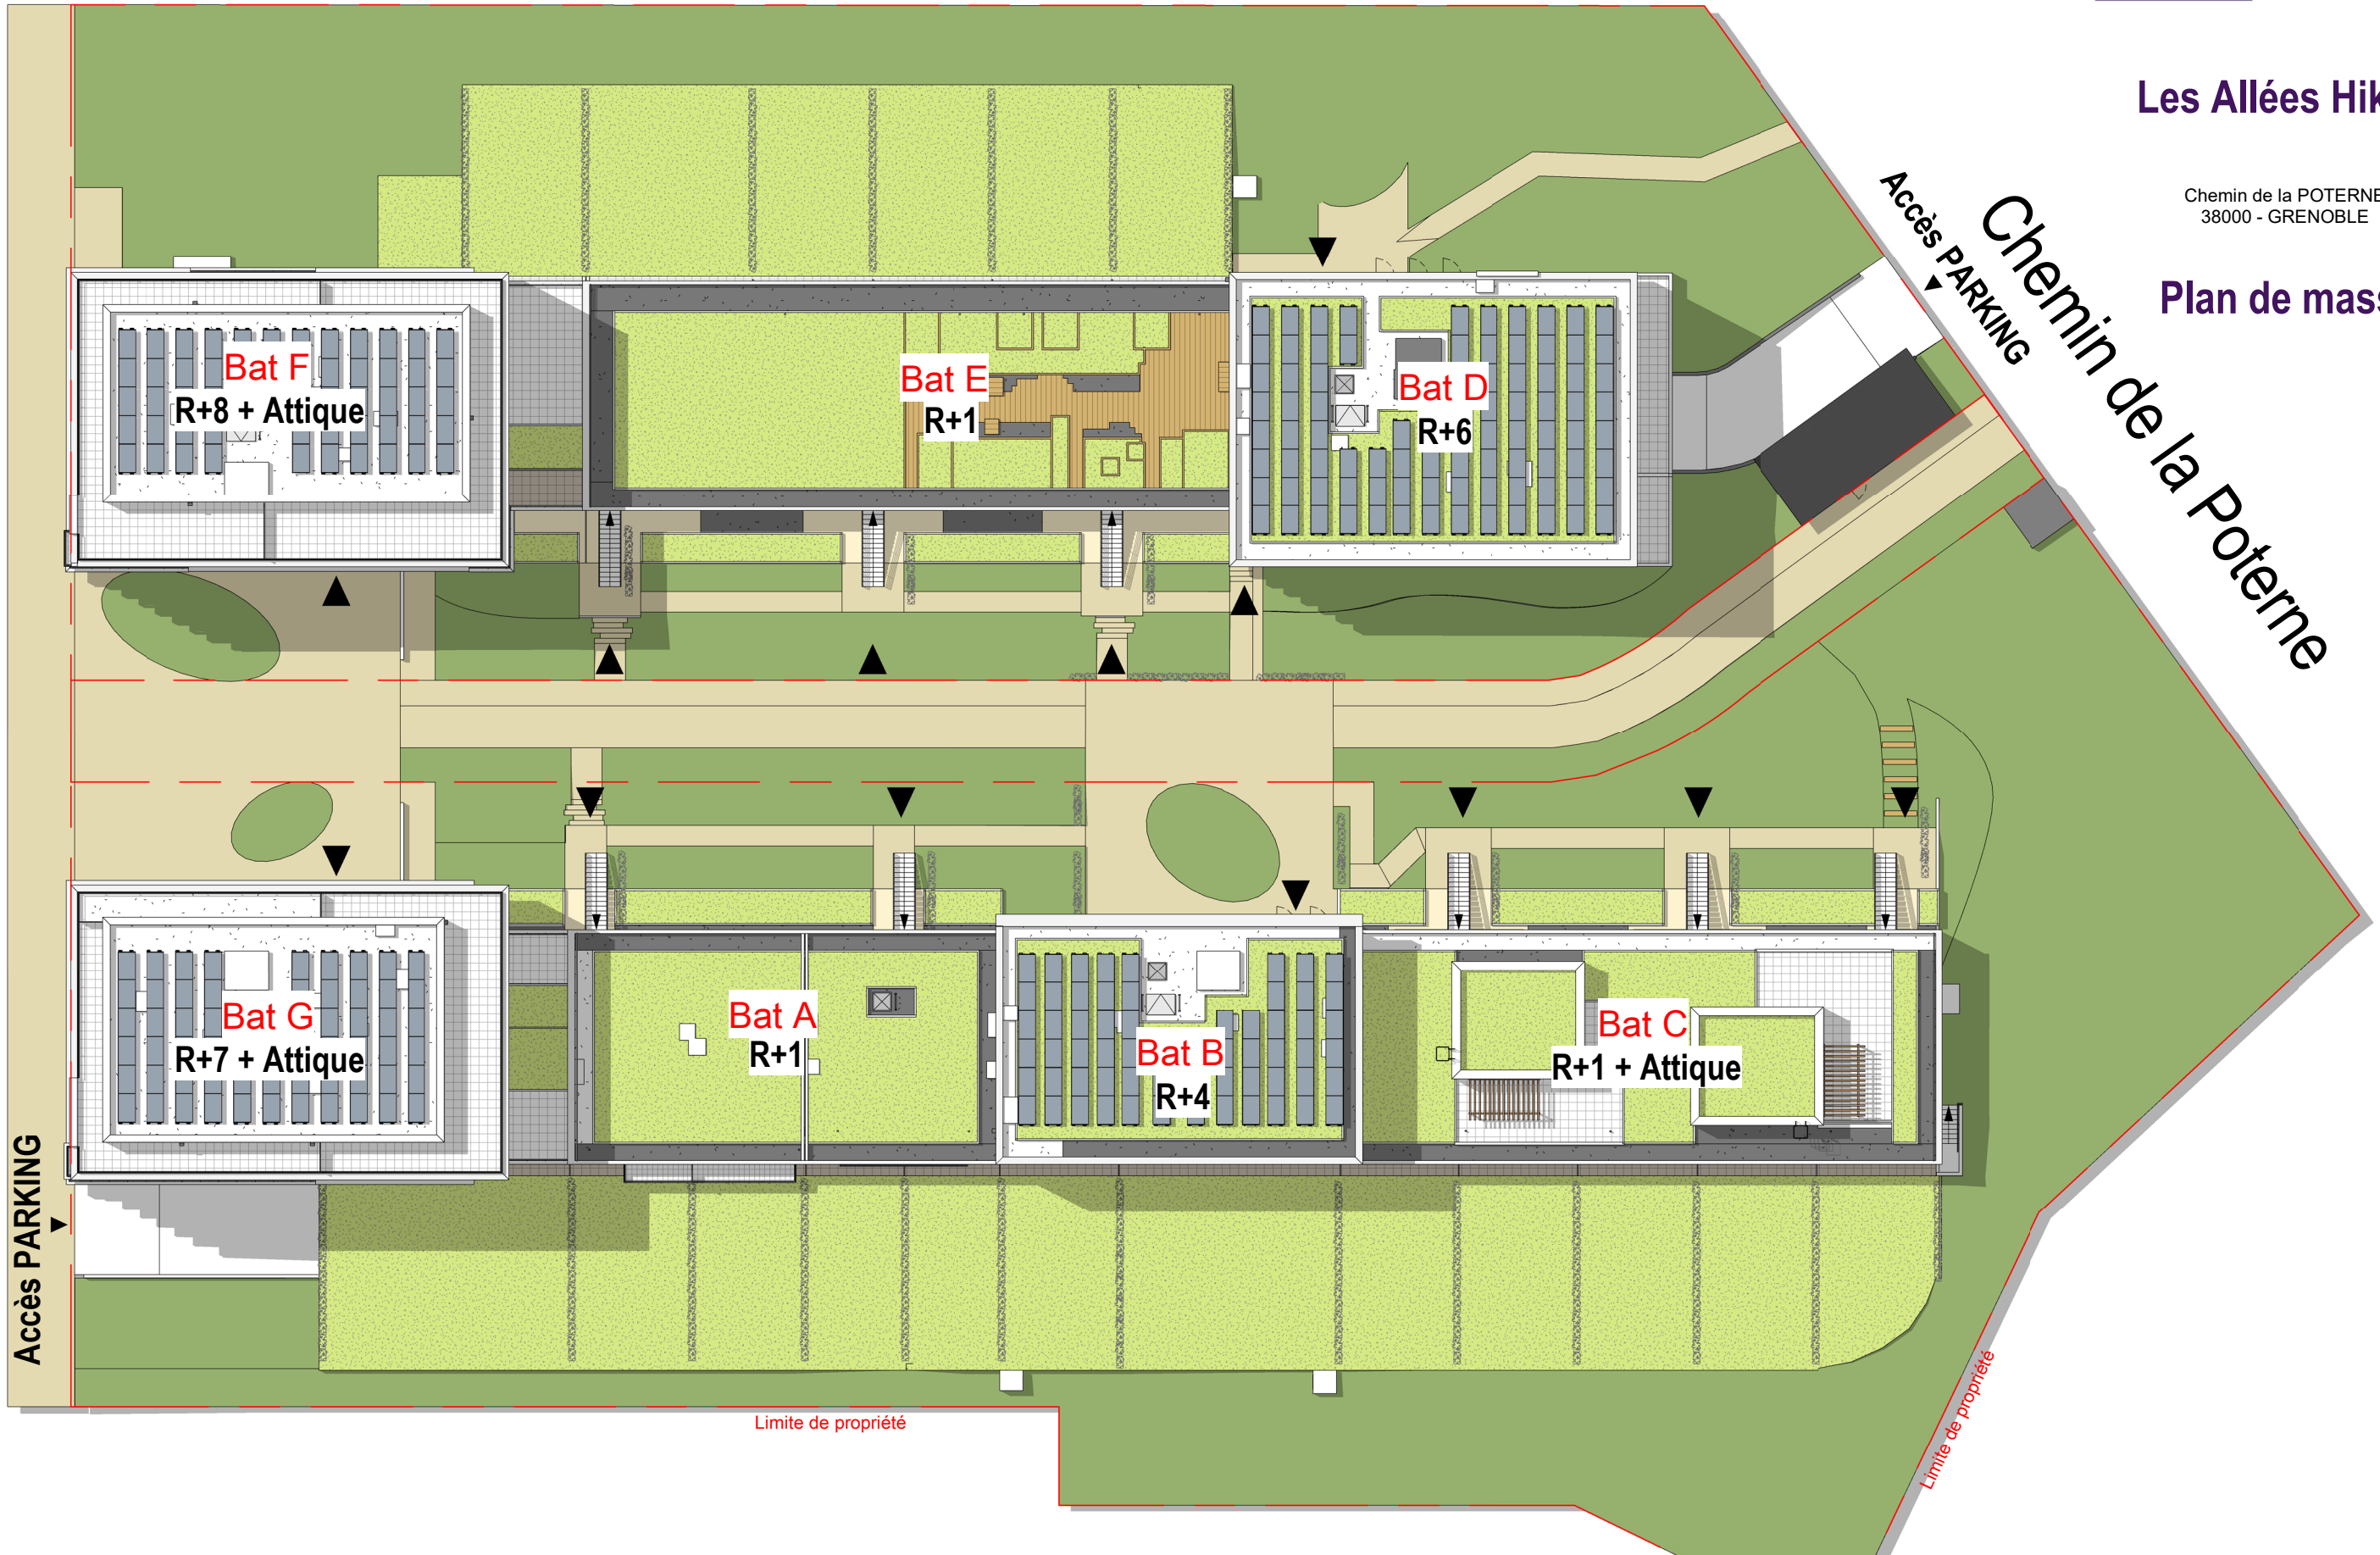 Les Allées Hik
Chemin de la POTERNE
38000 - GRENOBLE
Plan de mass
Accès PARKING
Chemin de la Poterne
Bat F
R+8 + Attique
Bat E
R+1
Bat D
R+6
Bat G
R+7 + Attique
Bat A
R+1
Bat B
R+4
Bat C
R+1 + Attique
Accès PARKING
Limite de propriété
Limite de propriété